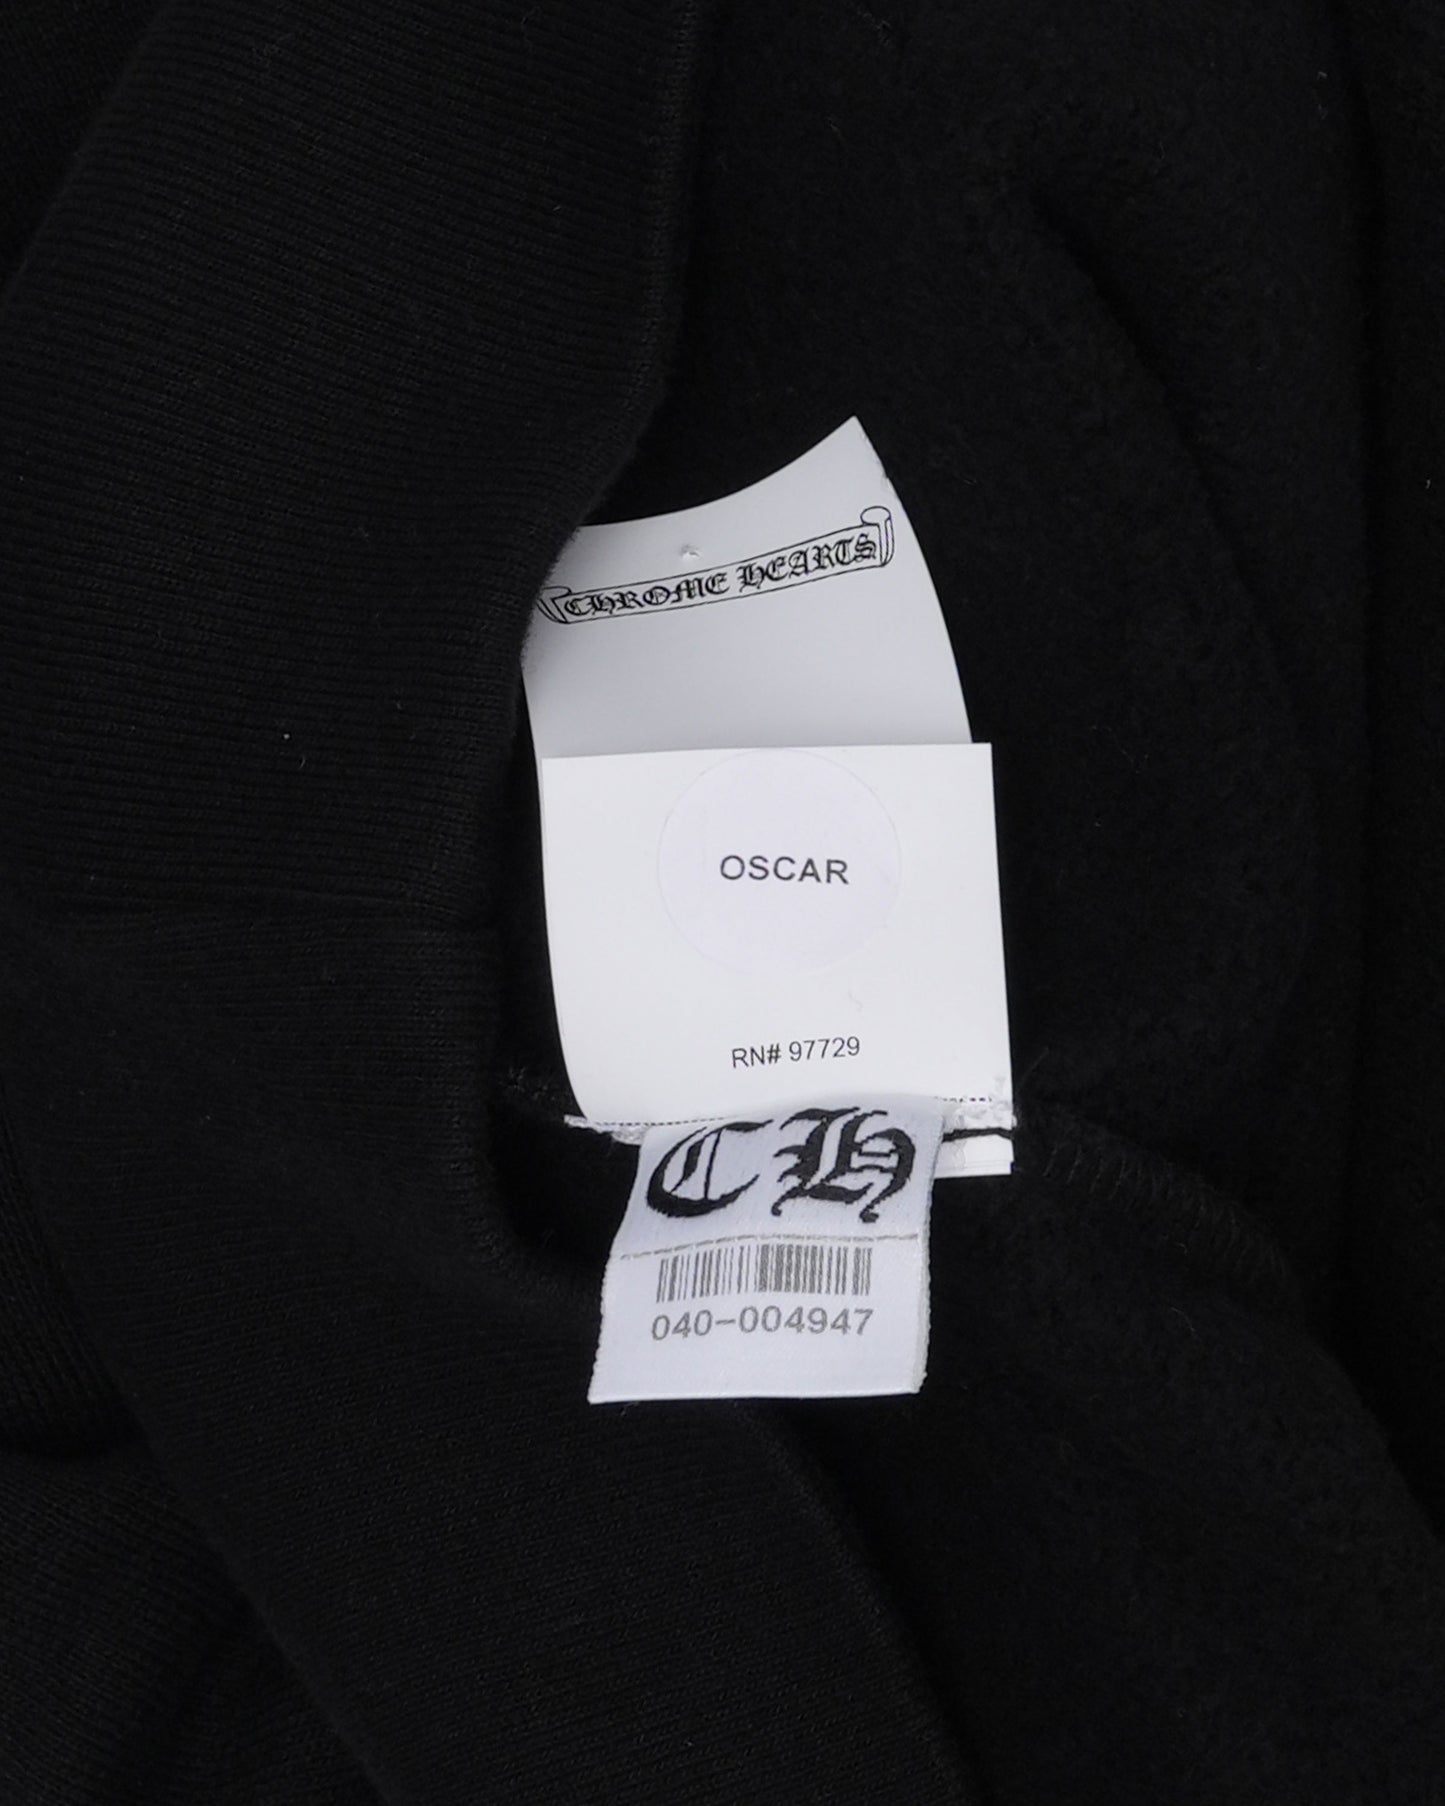 CHROME HEARTS
OSCAR
RN# 97729
CH
040-004947